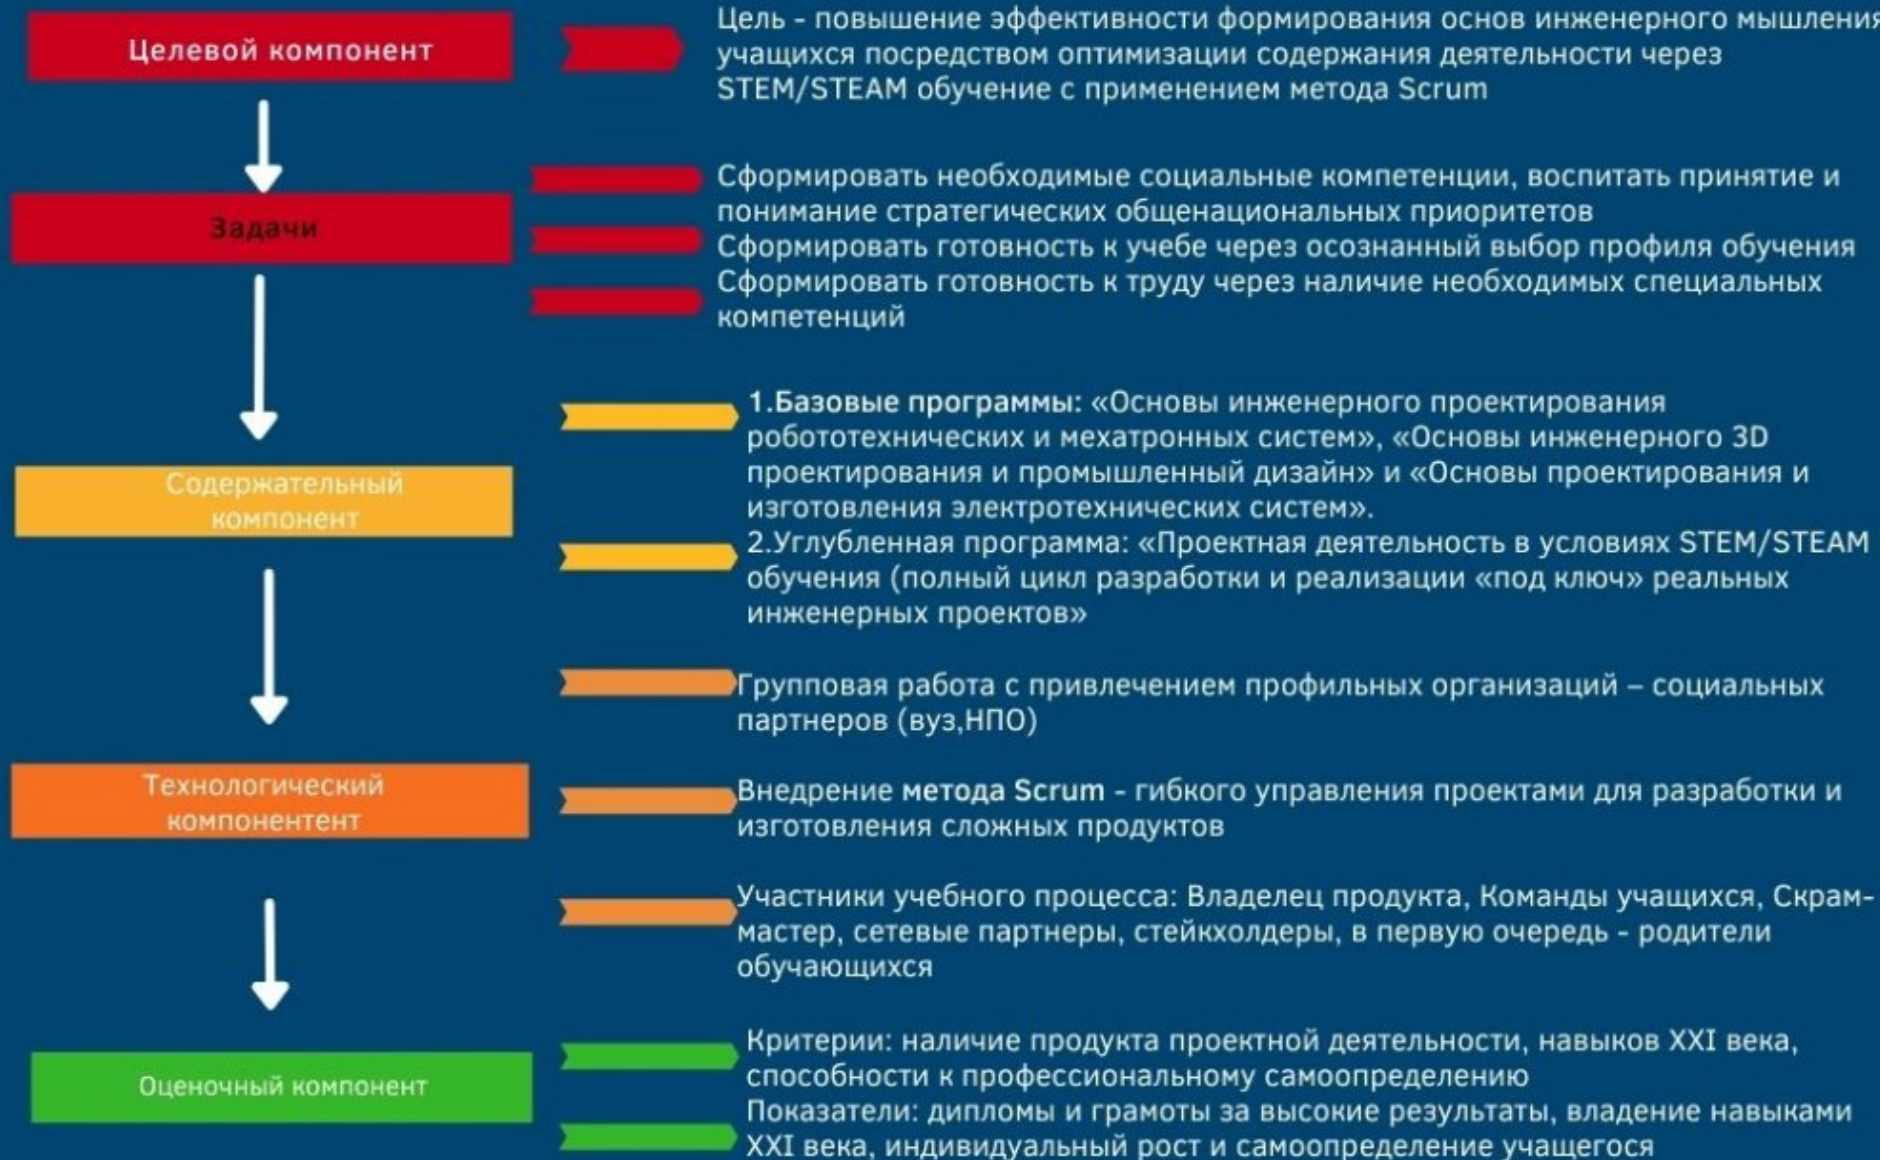 Целевой компонент
Цель - повышение эффективности формирования основ инженерного мышления
учащихся посредством оптимизации содержания деятельности через
STEM/STEAM обучение с применением метода Scrum
Задачи
Сформировать необходимые социальные компетенции, воспитать принятие и
понимание стратегических общенациональных приоритетов
Сформировать готовность к учебе через осознанный выбор профиля обучения
Сформировать готовность к труду через наличие необходимых специальных
компетенций
Содержательный
компонент
1.Базовые программы: «Основы инженерного проектирования
робототехнических и мехатронных систем», «Основы инженерного 3D
проектирования и промышленный дизайн» и «Основы проектирования и
изготовления электротехнических систем».
2.Углубленная программа: «Проектная деятельность в условиях STEM/STEAM
обучения (полный цикл разработки и реализации «под ключ» реальных
инженерных проектов»
Технологический
компонентент
Групповая работа с привлечением профильных организаций – социальных
партнеров (вуз,НПО)
Внедрение метода Scrum - гибкого управления проектами для разработки и
изготовления сложных продуктов
Участники учебного процесса: Владелец продукта, Команды учащихся, Скрам-
мастер, сетевые партнеры, стейкхолдеры, в первую очередь - родители
обучающихся
Оценочный компонент
Критерии: наличие продукта проектной деятельности, навыков XXI века,
способности к профессиональному самоопределению
Показатели: дипломы и грамоты за высокие результаты, владение навыками
XXI века, индивидуальный рост и самоопределение учащегося